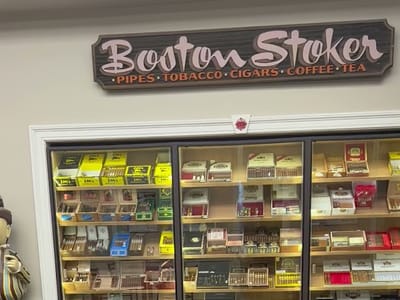 Boston Stoker
·PIPES·TOBACCO·CIGARS·COFFEE·TEA